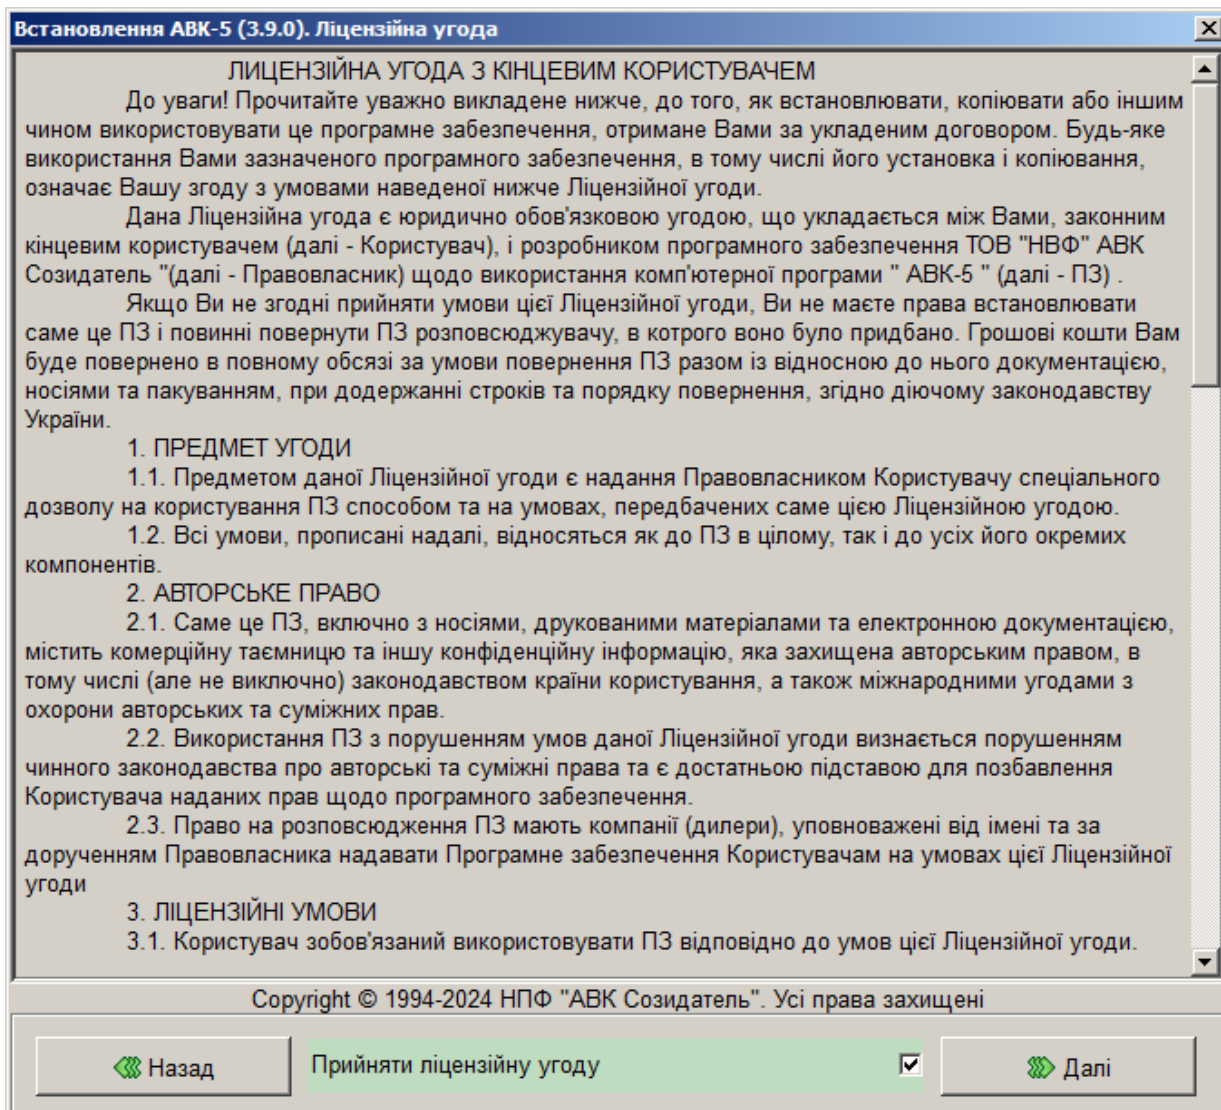 Встановлення АВК-5 (3.9.0). Ліцензійна угода
ЛИЦЕНЗІЙНА УГОДА З КІНЦЕВИМ КОРИСТУВАЧЕМ
До уваги! Прочитайте уважно викладене нижче, до того, як встановлювати, копіювати або іншим
чином використовувати це програмне забезпечення, отримане Вами за укладеним договором. Будь-яке
використання Вами зазначеного програмного забезпечення, в тому числі його установка і копіювання,
означає Вашу згоду з умовами наведеної нижче Ліцензійної угоди.
Дана Ліцензійна угода є юридично обов'язковою угодою, що укладається між Вами, законним
кінцевим користувачем (далі - Користувач), і розробником програмного забезпечення ТОВ "НВФ" АВК
Созидатель "(далі - Правовласник) щодо використання комп'ютерної програми " АВК-5 " (далі - ПЗ) .
Якщо Ви не згодні прийняти умови цієї Ліцензійної угоди, Ви не маєте права встановлювати
саме це ПЗ і повинні повернути ПЗ розповсюджувачу, в котрого воно було придбано. Грошові кошти Вам
буде повернено в повному обсязі за умови повернення ПЗ разом із відносною до нього документацією,
носіями та пакуванням, при додержанні строків та порядку повернення, згідно діючому законодавству
України.
1. ПРЕДМЕТ УГОДИ
1.1. Предметом даної Ліцензійної угоди є надання Правовласником Користувачу спеціального
дозволу на користування ПЗ способом та на умовах, передбачених саме цією Ліцензійною угодою.
1.2. Всі умови, прописані надалі, відносяться як до ПЗ в цілому, так і до усіх його окремих
компонентів.
2. АВТОРСЬКЕ ПРАВО
2.1. Саме це ПЗ, включно з носіями, друкованими матеріалами та електронною документацією,
містить комерційну таємницю та іншу конфіденційну інформацію, яка захищена авторським правом, в
тому числі (але не виключно) законодавством країни користування, а також міжнародними угодами з
охорони авторських та суміжних прав.
2.2. Використання ПЗ з порушенням умов даної Ліцензійної угоди визнається порушенням
чинного законодавства про авторські та суміжні права та є достатньою підставою для позбавлення
Користувача наданих прав щодо програмного забезпечення.
2.3. Право на розповсюдження ПЗ мають компанії (дилери), уповноважені від імені та за
дорученням Правовласника надавати Програмне забезпечення Користувачам на умовах цієї Ліцензійної
угоди
3. ЛІЦЕНЗІЙНІ УМОВИ
3.1. Користувач зобов'язаний використовувати ПЗ відповідно до умов цієї Ліцензійної угоди.
Copyright © 1994-2024 НПФ "АВК Созидатель". Усі права захищені
Назад
Прийняти ліцензійну угоду
Далі